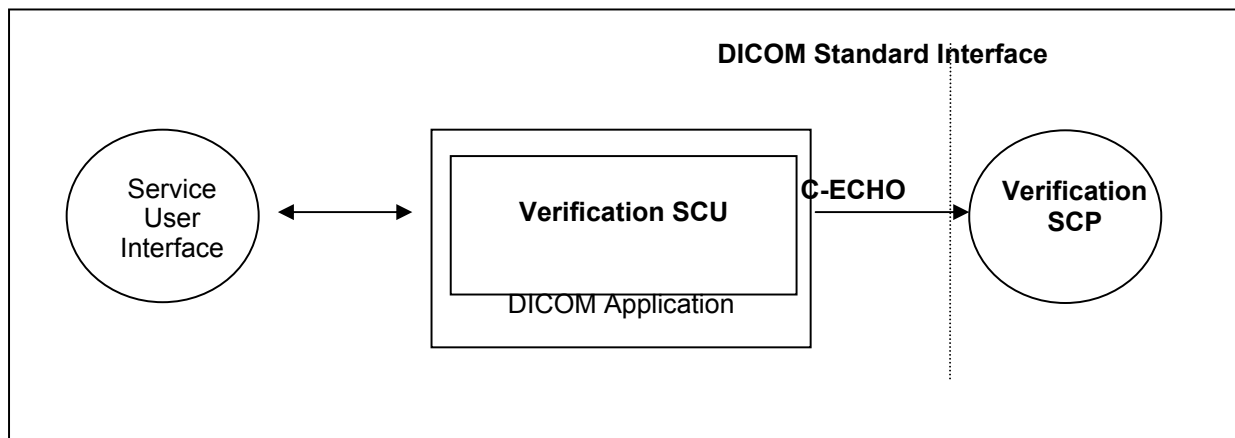 DICOM Standard Interface
Service
User
Interface
Verification SCU
DICOM Application
C-ECHO
Verification
SCP